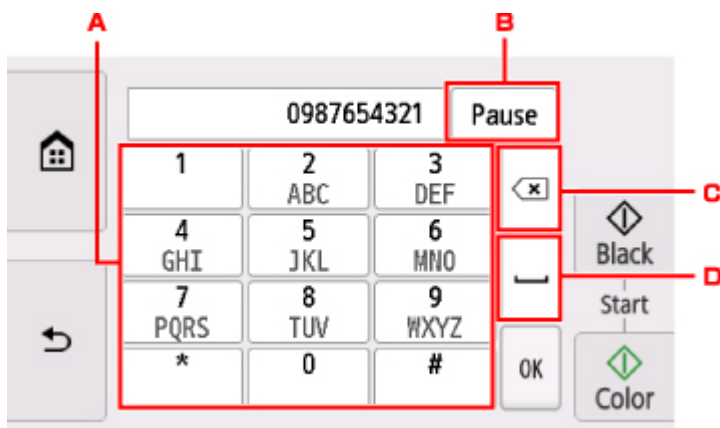 A
B
0987654321 Pause
1
2
ABC
3
DEF
C
4
GHI
5
JKL
6
MNO
Black
D
7
PQRS
8
TUV
9
WXYZ
Start
*
0
#
OK
Color